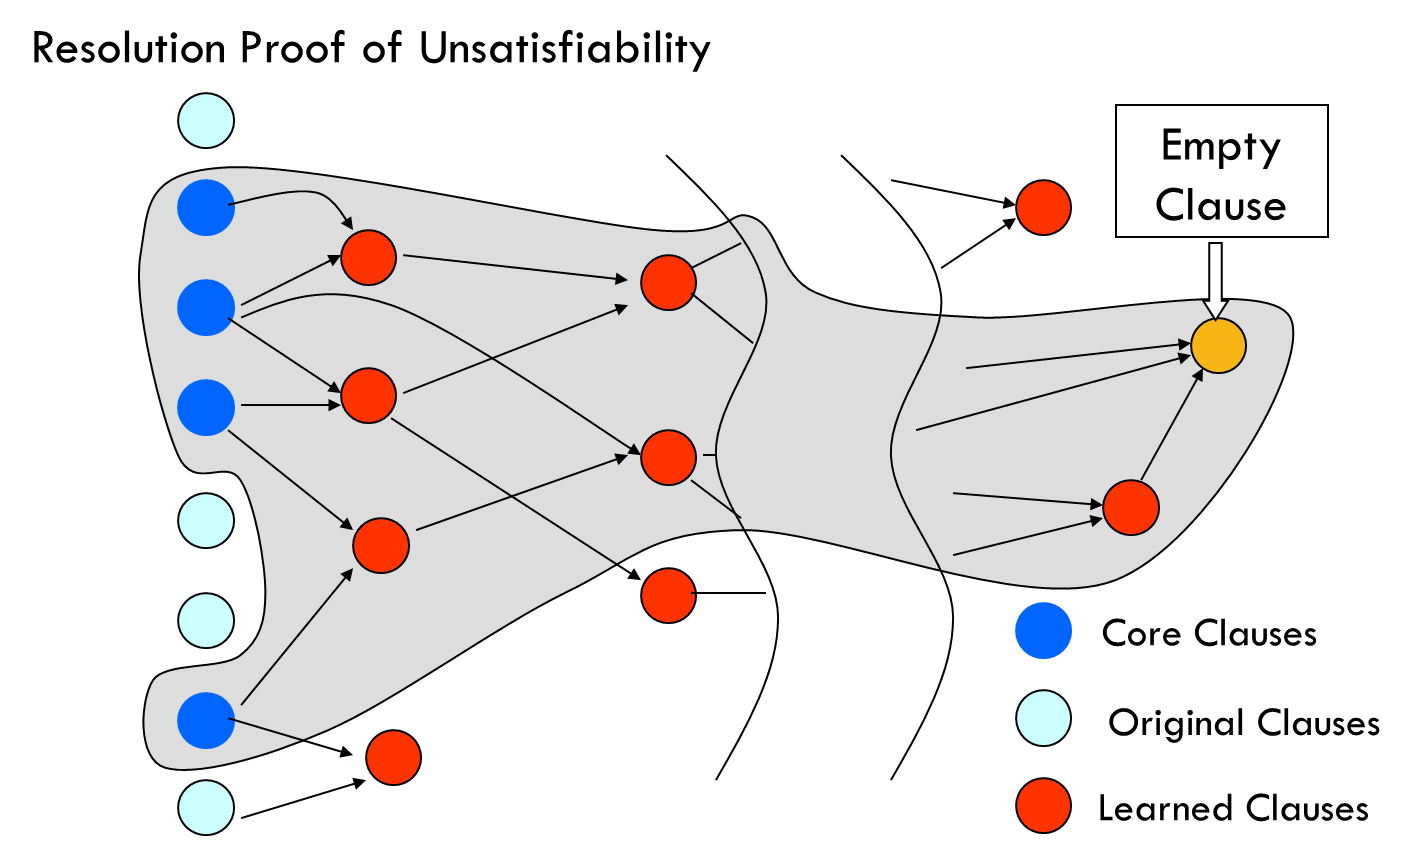 Resolution Proof of Unsatisfiability
Empty
Clause
Core Clauses
Original Clauses
Learned Clauses